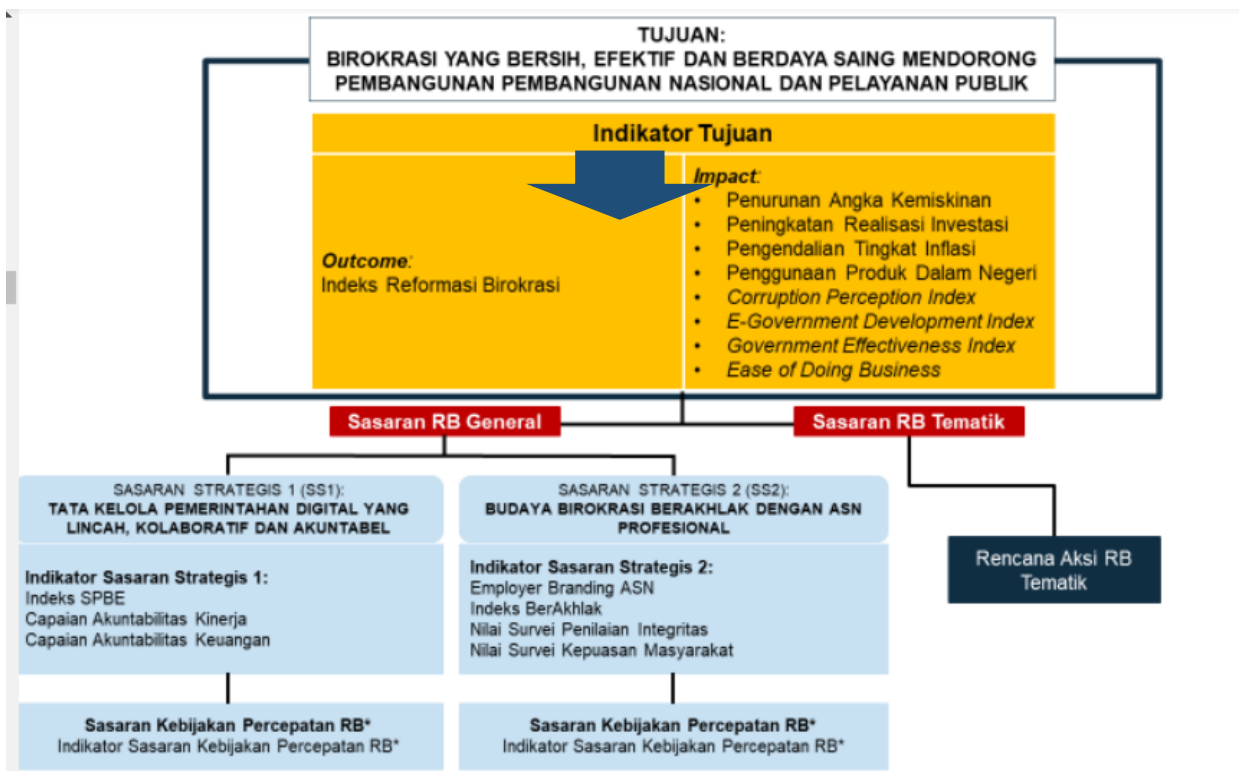 TUJUAN:
BIROKRASI YANG BERSIH, EFEKTIF DAN BERDAYA SAING MENDORONG
PEMBANGUNAN PEMBANGUNAN NASIONAL DAN PELAYANAN PUBLIK
Indikator Tujuan
Outcome:
Indeks Reformasi Birokrasi
Impact:
• Penurunan Angka Kemiskinan
• Peningkatan Realisasi Investasi
• Pengendalian Tingkat Inflasi
• Penggunaan Produk Dalam Negeri
• Corruption Perception Index
• E-Government Development Index
• Government Effectiveness Index
• Ease of Doing Business
Sasaran RB General
Sasaran RB Tematik
SASARAN STRATEGIS 1 (SS1):
TATA KELOLA PEMERINTAHAN DIGITAL YANG
LINCAH, KOLABORATIF DAN AKUNTABEL
Indikator Sasaran Strategis 1:
Indeks SPBE
Capaian Akuntabilitas Kinerja
Capaian Akuntabilitas Keuangan
Sasaran Kebijakan Percepatan RB*
Indikator Sasaran Kebijakan Percepatan RB*
SASARAN STRATEGIS 2 (SS2):
BUDAYA BIROKRASI BERAKHLAK DENGAN ASN
PROFESIONAL
Indikator Sasaran Strategis 2:
Employer Branding ASN
Indeks BerAkhlak
Nilai Survei Penilaian Integritas
Nilai Survei Kepuasan Masyarakat
Sasaran Kebijakan Percepatan RB*
Indikator Sasaran Kebijakan Percepatan RB*
Rencana Aksi RB
Tematik